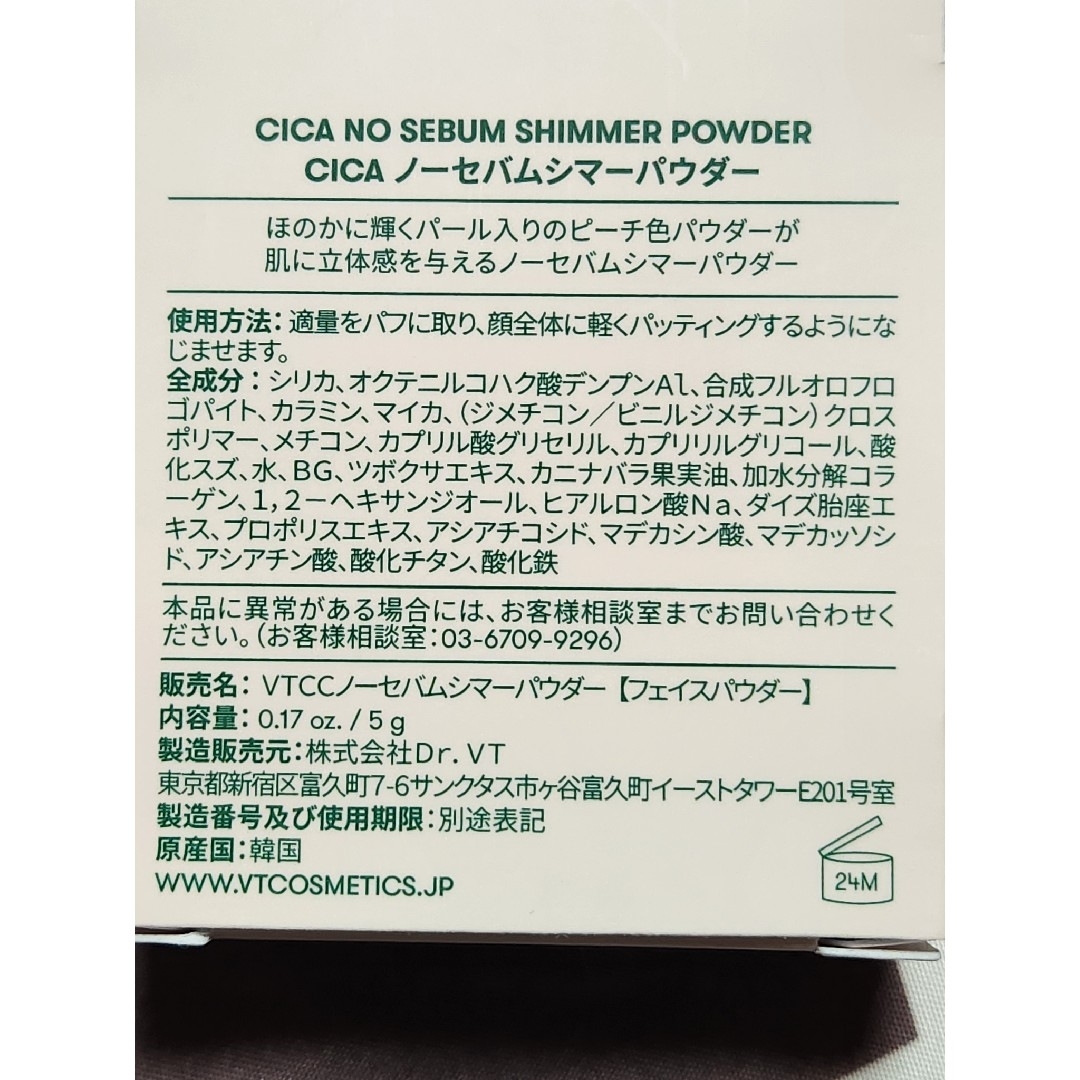 CICA NO SEBUM SHIMMER POWDER
CICA ノーセバムシマーパウダー
ほのかに輝くパール入りのピーチ色パウダーが
肌に立体感を与えるノーセバムシマーパウダー
使用方法：適量をパフに取り、顔全体に軽くパッティングするようにな
じませます。
全成分：シリカ、オクテニルコハク酸デンプンAl、合成フルオロフロ
ゴパイト、カラミン、マイカ、（ジメチコン／ビニルジメチコン）クロス
ポリマー、メチコン、カプリル酸グリセリル、カプリリルグリコール、酸
化スズ、水、BG、ツボクサエキス、カニナバラ果実油、加水分解コラ
ーゲン、1，2－ヘキサンジオール、ヒアルロン酸Na、ダイズ胎座エ
キス、プロポリスエキス、アシアチコシド、マデカシン酸、マデカッソシ
ド、アシアチン酸、酸化チタン、酸化鉄
本品に異常がある場合には、お客様相談室までお問い合わせく
ださい。（お客様相談室：03-6709-9296）
販売名：VTCCノーセバムシマーパウダー【フェイスパウダー】
内容量：0.17 oz. / 5 g
製造販売元：株式会社Dr. VT
東京都新宿区富久町7-6サンクタス市ヶ谷富久町イーストタワーE201号室
製造番号及び使用期限：別途表記
原産国：韓国
WWW.VTCOSMETICS.JP
24M